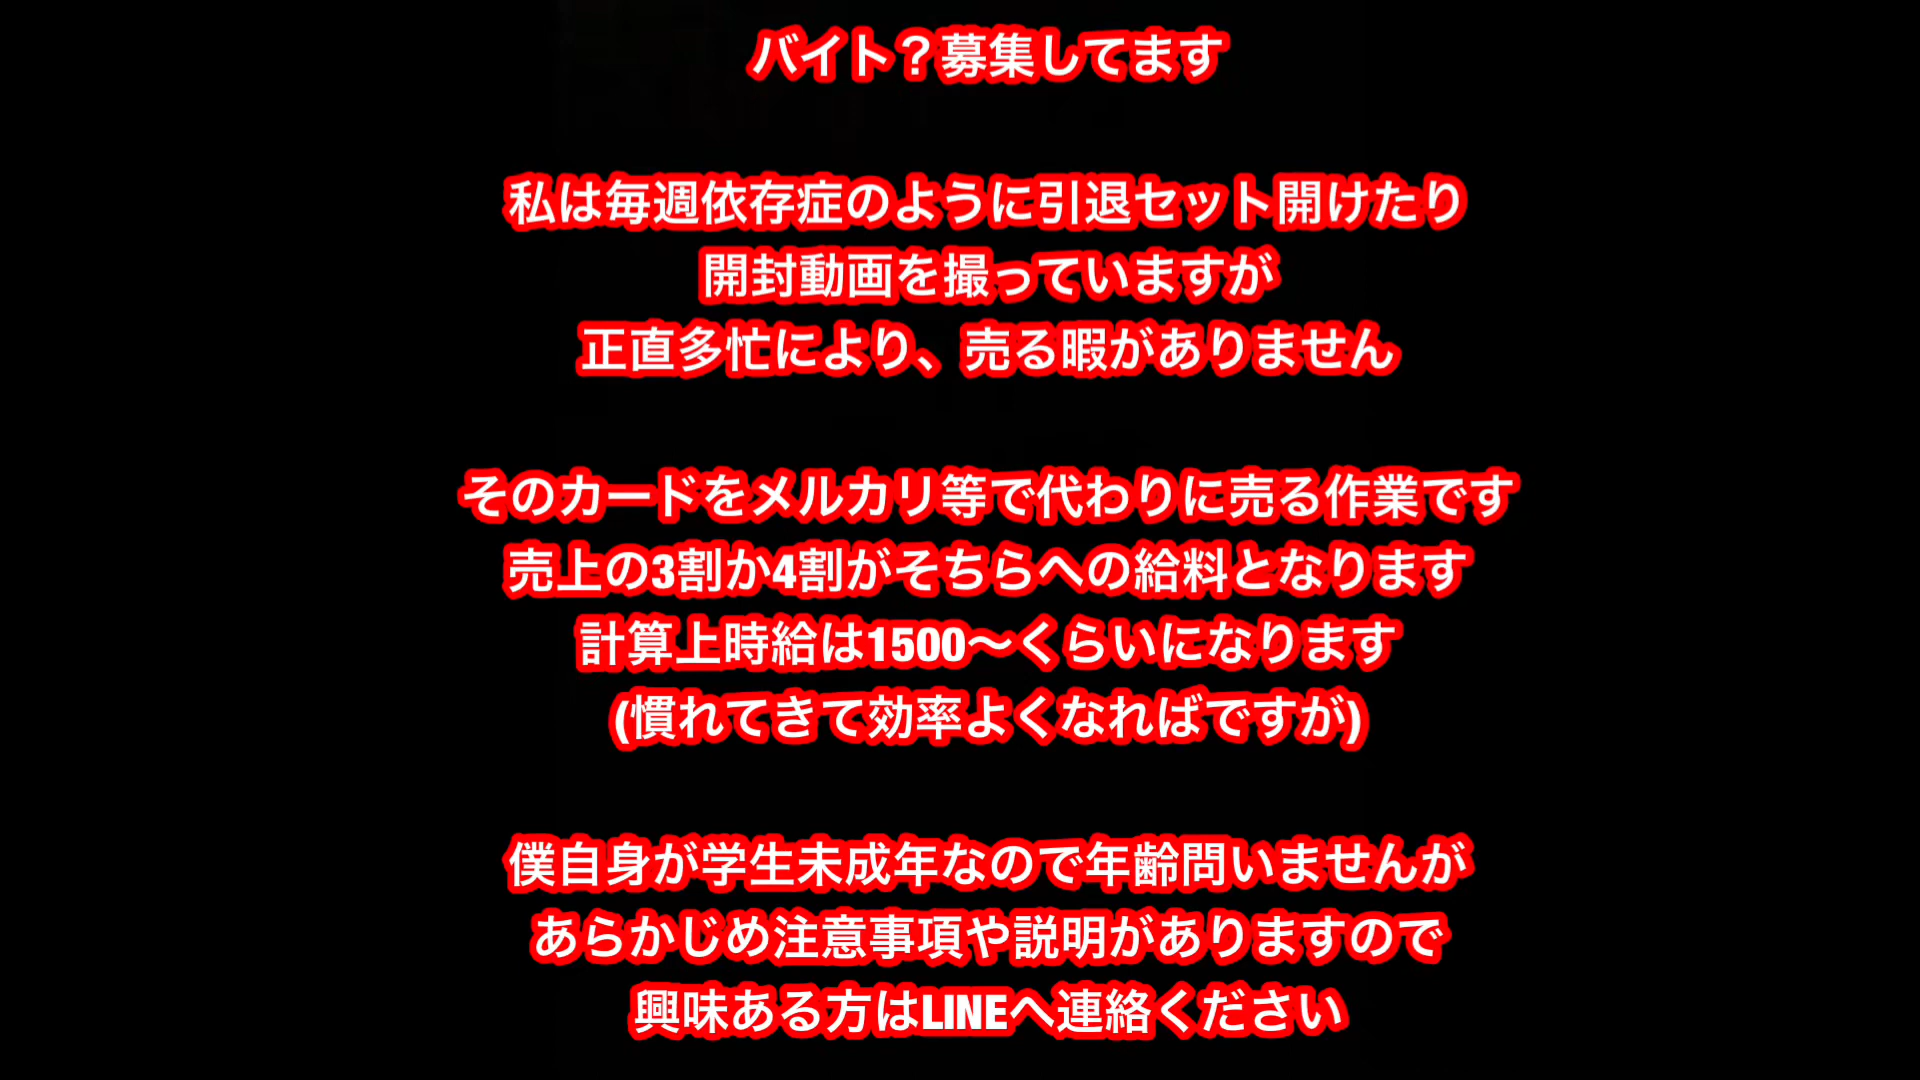 バイト？募集してます
私は毎週依存症のように引退セット開けたり
開封動画を撮っていますが
正直多忙により、売る暇がありません
そのカードをメルカリ等で代わりに売る作業です
売上の3割か4割がそちらへの給料となります
計算上時給は1500〜くらいになります
(慣れてきて効率よくなればですが)
僕自身が学生未成年なので年齢問いませんが
あらかじめ注意事項や説明がありますので
興味ある方はLINEへ連絡ください